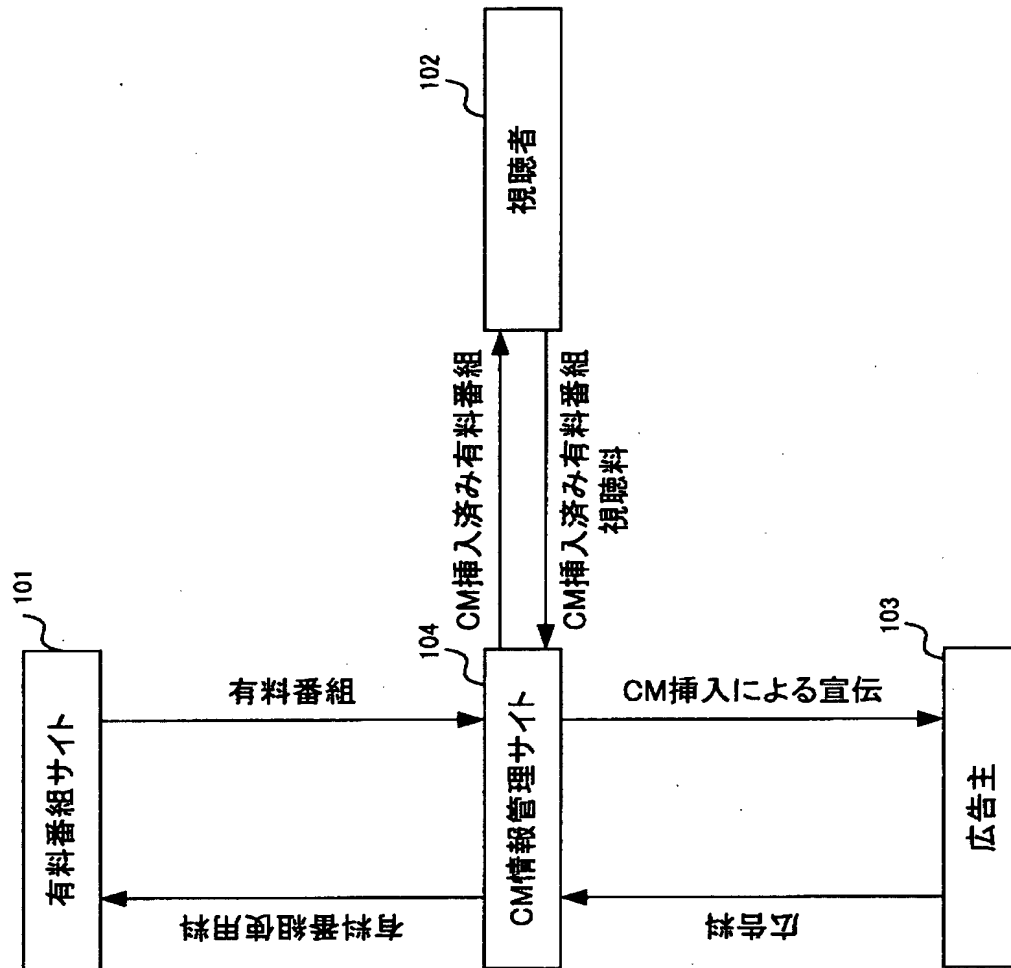 101
有料番組サイト
有料番組
有料番組使用料
102
視聴者
CM挿入済み有料番組
CM挿入済み有料番組
視聴料
104
CM情報管理サイト
CM挿入による宣伝
広告料
103
広告主